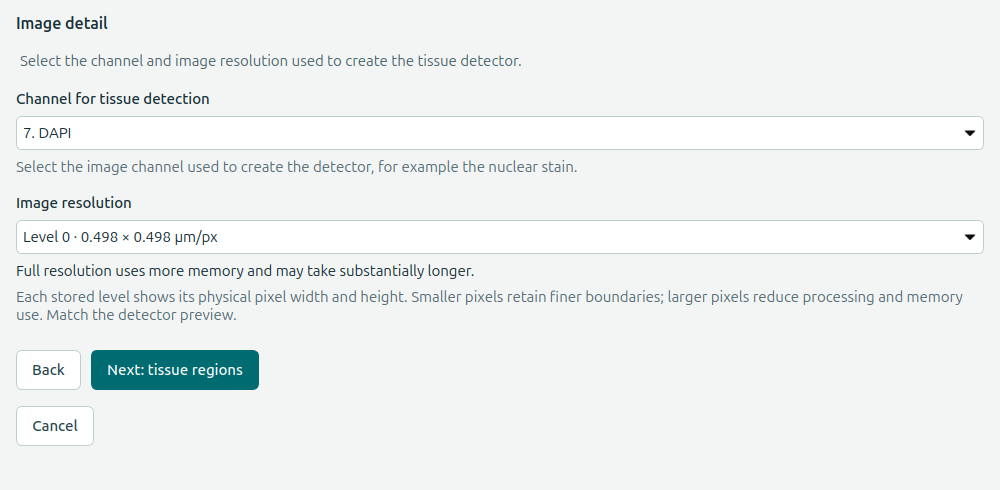 Image detail
Select the channel and image resolution used to create the tissue detector.
Channel for tissue detection
7. DAPI
Select the image channel used to create the detector, for example the nuclear stain.
Image resolution
Level 0 · 0.498 × 0.498 µm/px
Full resolution uses more memory and may take substantially longer.
Each stored level shows its physical pixel width and height. Smaller pixels retain finer boundaries; larger pixels reduce processing and memory
use. Match the detector preview.
Back
Next: tissue regions
Cancel